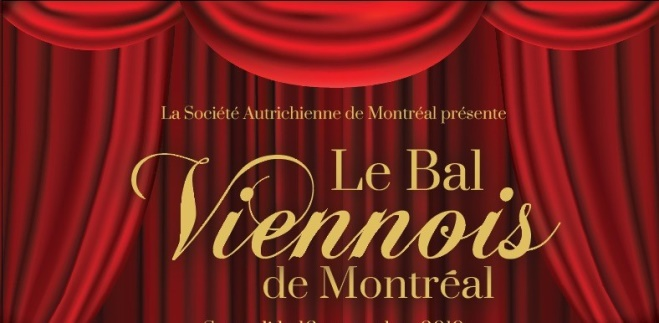 La Société Autrichienne de Montréal présente
Le Bal
Viennois
de Montréal